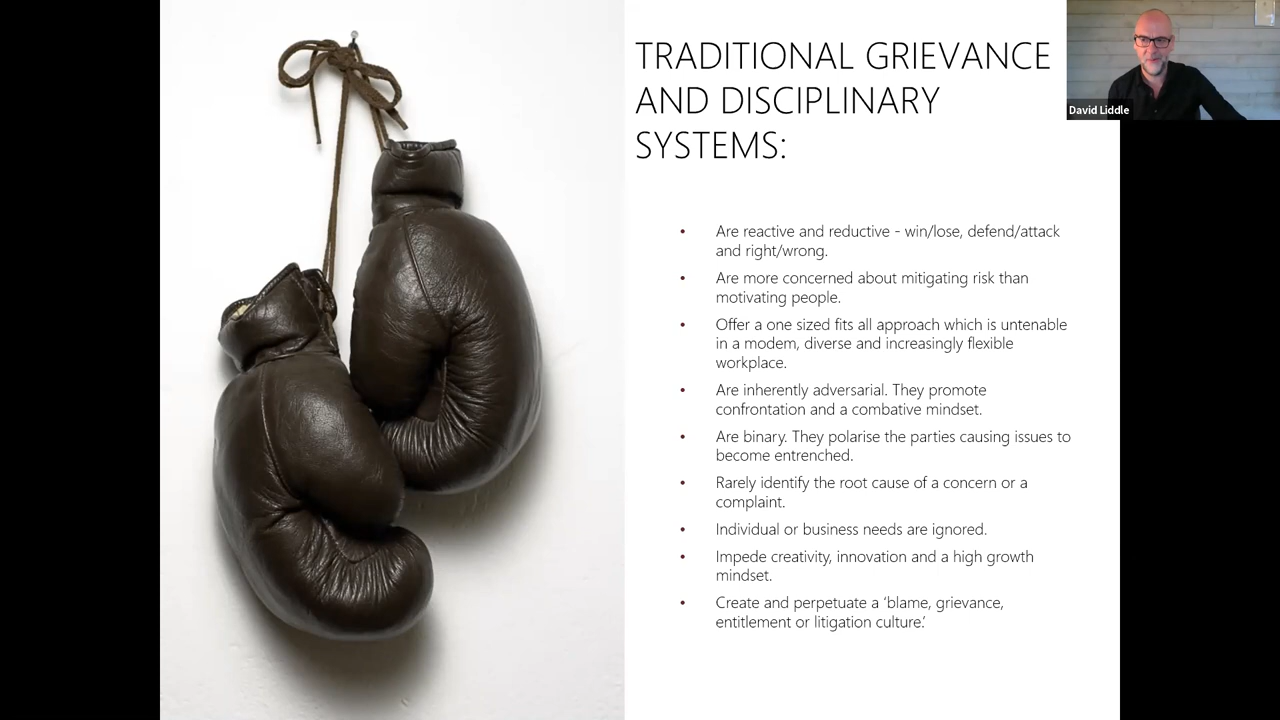 TRADITIONAL GRIEVANCE
AND DISCIPLINARY
SYSTEMS:
David Liddle
• Are reactive and reductive - win/lose, defend/attack
and right/wrong.
• Are more concerned about mitigating risk than
motivating people.
• Offer a one sized fits all approach which is untenable
in a modem, diverse and increasingly flexible
workplace.
• Are inherently adversarial. They promote
confrontation and a combative mindset.
• Are binary. They polarise the parties causing issues to
become entrenched.
• Rarely identify the root cause of a concern or a
complaint.
• Individual or business needs are ignored.
• Impede creativity, innovation and a high growth
mindset.
• Create and perpetuate a ‘blame, grievance,
entitlement or litigation culture.’